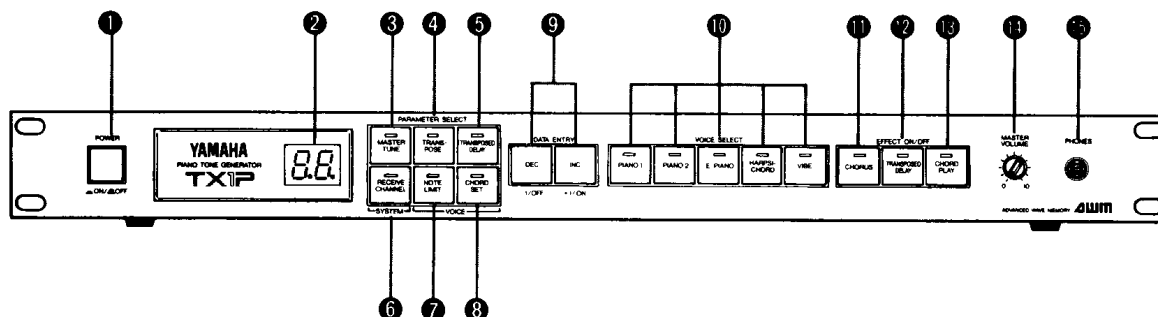 1 2 3 4 5 9 10 11 12 13 14 15
PARAMETER SELECT
POWER
YAMAHA
PIANO TONE GENERATOR
TX1P
8.8.
MASTER TUNE
TRANS- POSE
TRANSPOSED DELAY
RECEIVE CHANNEL
NOTE LIMIT
CHORD SET
SYSTEM
VOICE
DATA ENTRY
DEC
INC
-1/OFF
+1/ON
VOICE SELECT
PIANO 1
PIANO 2
E. PIANO
HARPSI- CHORD
VIBE
EFFECT ON/OFF
CHORUS
TRANSPOSED DELAY
CHORD PLAY
MASTER VOLUME
0 10
PHONES
ON/OFF
ADVANCED WAVE MEMORY AWM
6 7 8